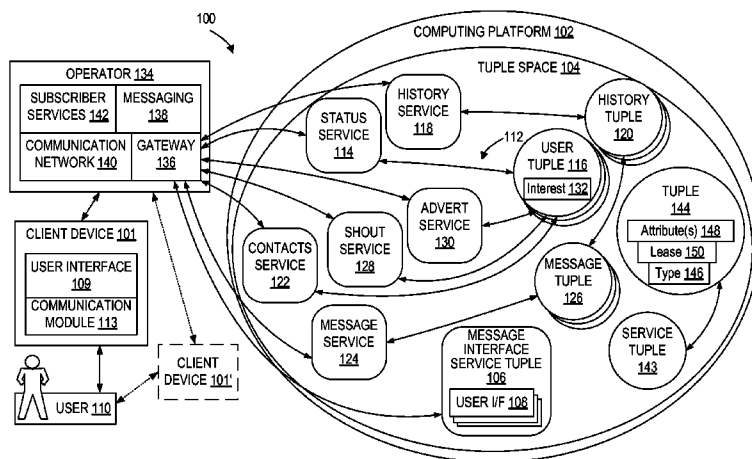 100
COMPUTING PLATFORM 102
TUPLE SPACE 104
OPERATOR 134
SUBSCRIBER
SERVICES
142
MESSAGING
138
COMMUNICATION
NETWORK 140
GATEWAY
136
CLIENT DEVICE 101
USER INTERFACE
109
COMMUNICATION
MODULE 113
USER 110
CLIENT
DEVICE 101'
STATUS
SERVICE
114
HISTORY
SERVICE
118
112
USER
TUPLE 116
Interest 132
HISTORY
TUPLE
120
TUPLE
144
Attribute(s) 148
Lease 150
Type 146
ADVERT
SERVICE
130
SHOUT
SERVICE
128
CONTACTS
SERVICE
122
MESSAGE
TUPLE
126
MESSAGE
SERVICE
124
MESSAGE
INTERFACE
SERVICE TUPLE
106
USER I/F 108
SERVICE
TUPLE
143